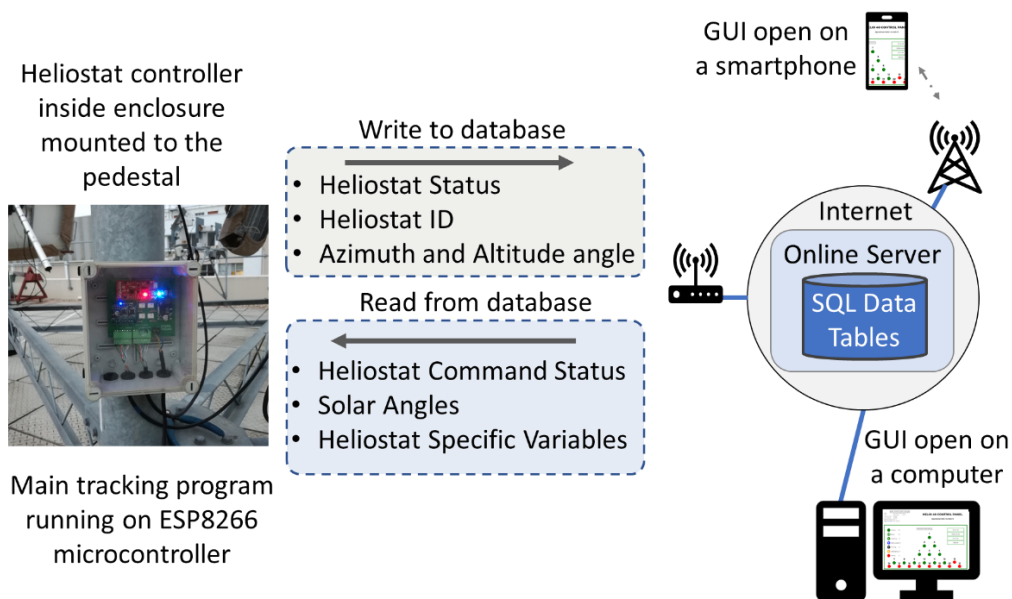 Heliostat controller
inside enclosure
mounted to the
pedestal
Main tracking program
running on ESP8266
microcontroller
Write to database
• Heliostat Status
• Heliostat ID
• Azimuth and Altitude angle
Read from database
• Heliostat Command Status
• Solar Angles
• Heliostat Specific Variables
GUI open on
a smartphone
Internet
Online Server
SQL Data
Tables
GUI open on
a computer